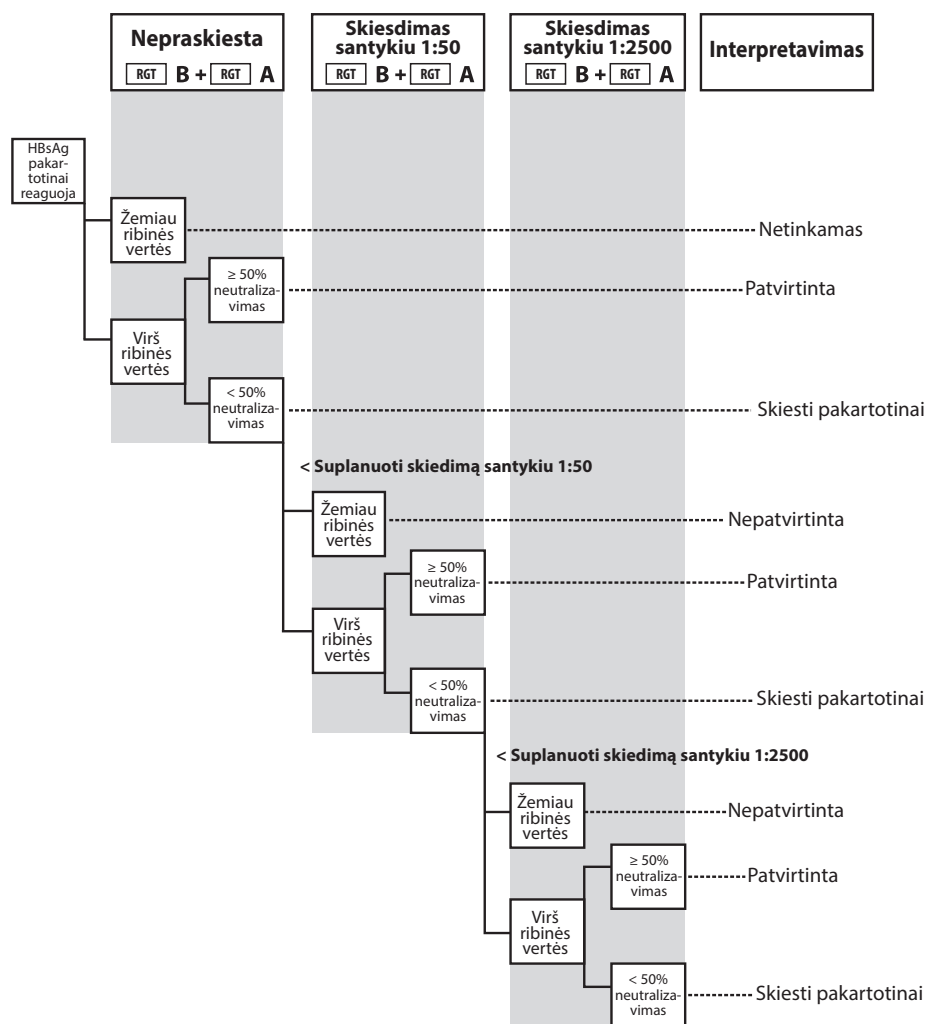 Nepraskiesta
RGT B + RGT A
Skiesdimas
santykiu 1:50
RGT B + RGT A
Skiesdimas
santykiu 1:2500
RGT B + RGT A
Interpretavimas
HBsAg
pakar-
totinai
reaguoja
Žemiau
ribinės
vertės
Netinkamas
≥ 50%
neutraliza-
vimas
Patvirtinta
Virš
ribinės
vertės
< 50%
neutraliza-
vimas
Skiesti pakartotinai
< Suplanuoti skiedimą santykiu 1:50
Žemiau
ribinės
vertės
Nepatvirtinta
≥ 50%
neutraliza-
vimas
Patvirtinta
Virš
ribinės
vertės
< 50%
neutraliza-
vimas
Skiesti pakartotinai
< Suplanuoti skiedimą santykiu 1:2500
Žemiau
ribinės
vertės
Nepatvirtinta
≥ 50%
neutraliza-
vimas
Patvirtinta
Virš
ribinės
vertės
< 50%
neutraliza-
vimas
Skiesti pakartotinai